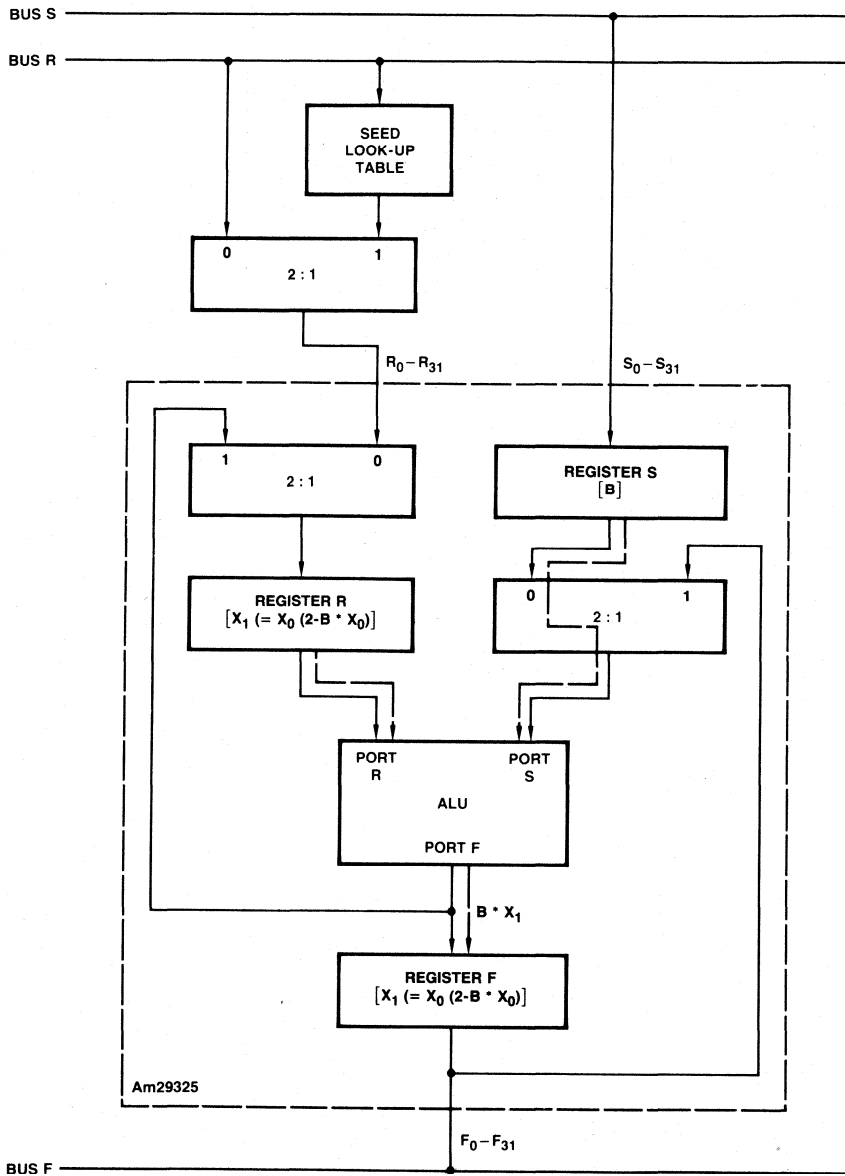 BUS S
BUS R
SEED
LOOK-UP
TABLE
0 1
2 : 1
R₀–R₃₁
S₀–S₃₁
1 0
2 : 1
REGISTER S
[B]
0 1
2 : 1
REGISTER R
[X₁ (= X₀ (2-B * X₀)]
PORT
R
PORT
S
ALU
PORT F
B * X₁
REGISTER F
[X₁ (= X₀ (2-B * X₀)]
Am29325
F₀–F₃₁
BUS F